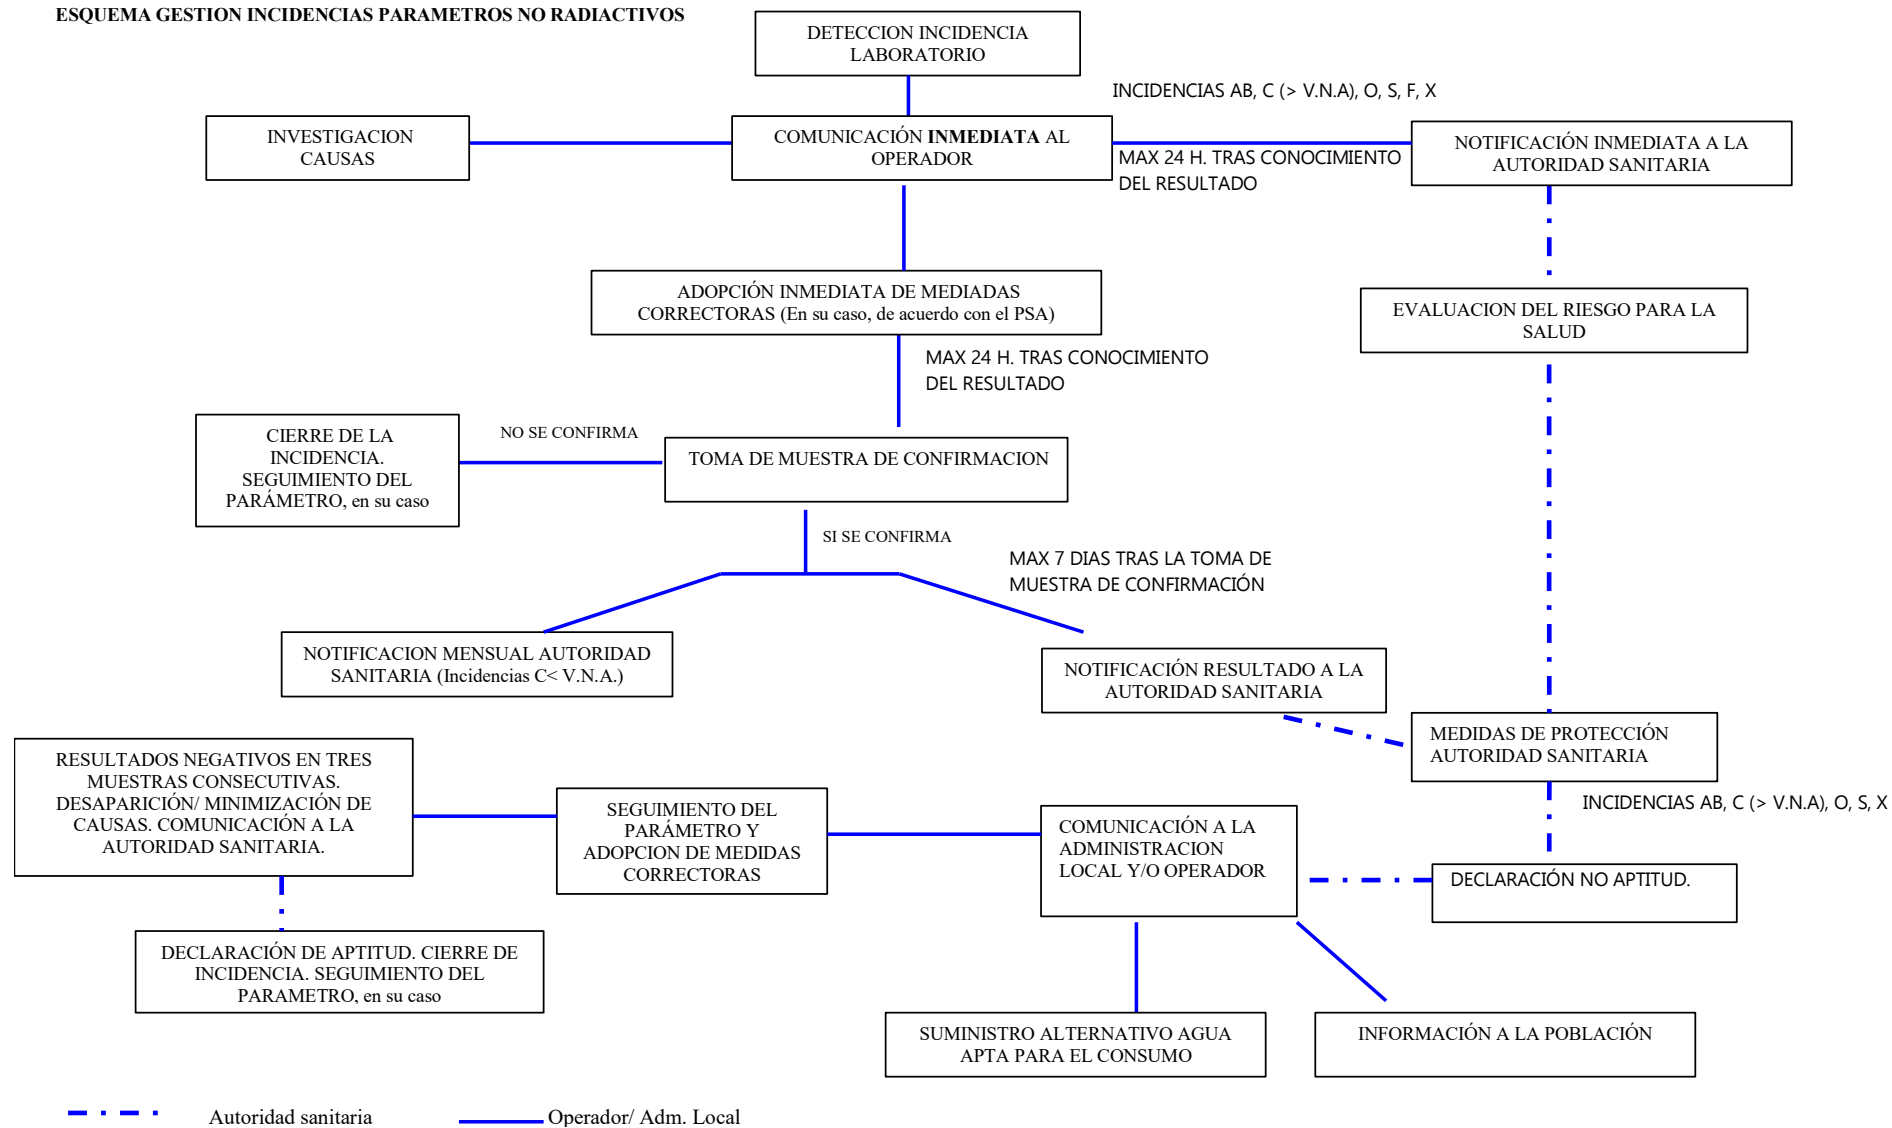 ESQUEMA GESTION INCIDENCIAS PARAMETROS NO RADIACTIVOS
DETECCION INCIDENCIA
LABORATORIO
INCIDENCIAS AB, C (> V.N.A), O, S, F, X
INVESTIGACION
CAUSAS
COMUNICACIÓN INMEDIATA AL
OPERADOR
MAX 24 H. TRAS CONOCIMIENTO
DEL RESULTADO
NOTIFICACIÓN INMEDIATA A LA
AUTORIDAD SANITARIA
ADOPCIÓN INMEDIATA DE MEDIADAS
CORRECTORAS (En su caso, de acuerdo con el PSA)
EVALUACION DEL RIESGO PARA LA
SALUD
MAX 24 H. TRAS CONOCIMIENTO
DEL RESULTADO
CIERRE DE LA
INCIDENCIA.
SEGUIMIENTO DEL
PARÁMETRO, en su caso
NO SE CONFIRMA
TOMA DE MUESTRA DE CONFIRMACION
SI SE CONFIRMA
MAX 7 DIAS TRAS LA TOMA DE
MUESTRA DE CONFIRMACIÓN
NOTIFICACION MENSUAL AUTORIDAD
SANITARIA (Incidencias C< V.N.A.)
NOTIFICACIÓN RESULTADO A LA
AUTORIDAD SANITARIA
MEDIDAS DE PROTECCIÓN
AUTORIDAD SANITARIA
INCIDENCIAS AB, C (> V.N.A), O, S, X
RESULTADOS NEGATIVOS EN TRES
MUESTRAS CONSECUTIVAS.
DESAPARICIÓN/ MINIMIZACIÓN DE
CAUSAS. COMUNICACIÓN A LA
AUTORIDAD SANITARIA.
SEGUIMIENTO DEL
PARÁMETRO Y
ADOPCION DE MEDIDAS
CORRECTORAS
COMUNICACIÓN A LA
ADMINISTRACION
LOCAL Y/O OPERADOR
DECLARACIÓN NO APTITUD.
DECLARACIÓN DE APTITUD. CIERRE DE
INCIDENCIA. SEGUIMIENTO DEL
PARAMETRO, en su caso
SUMINISTRO ALTERNATIVO AGUA
APTA PARA EL CONSUMO
INFORMACIÓN A LA POBLACIÓN
Autoridad sanitaria
Operador/ Adm. Local